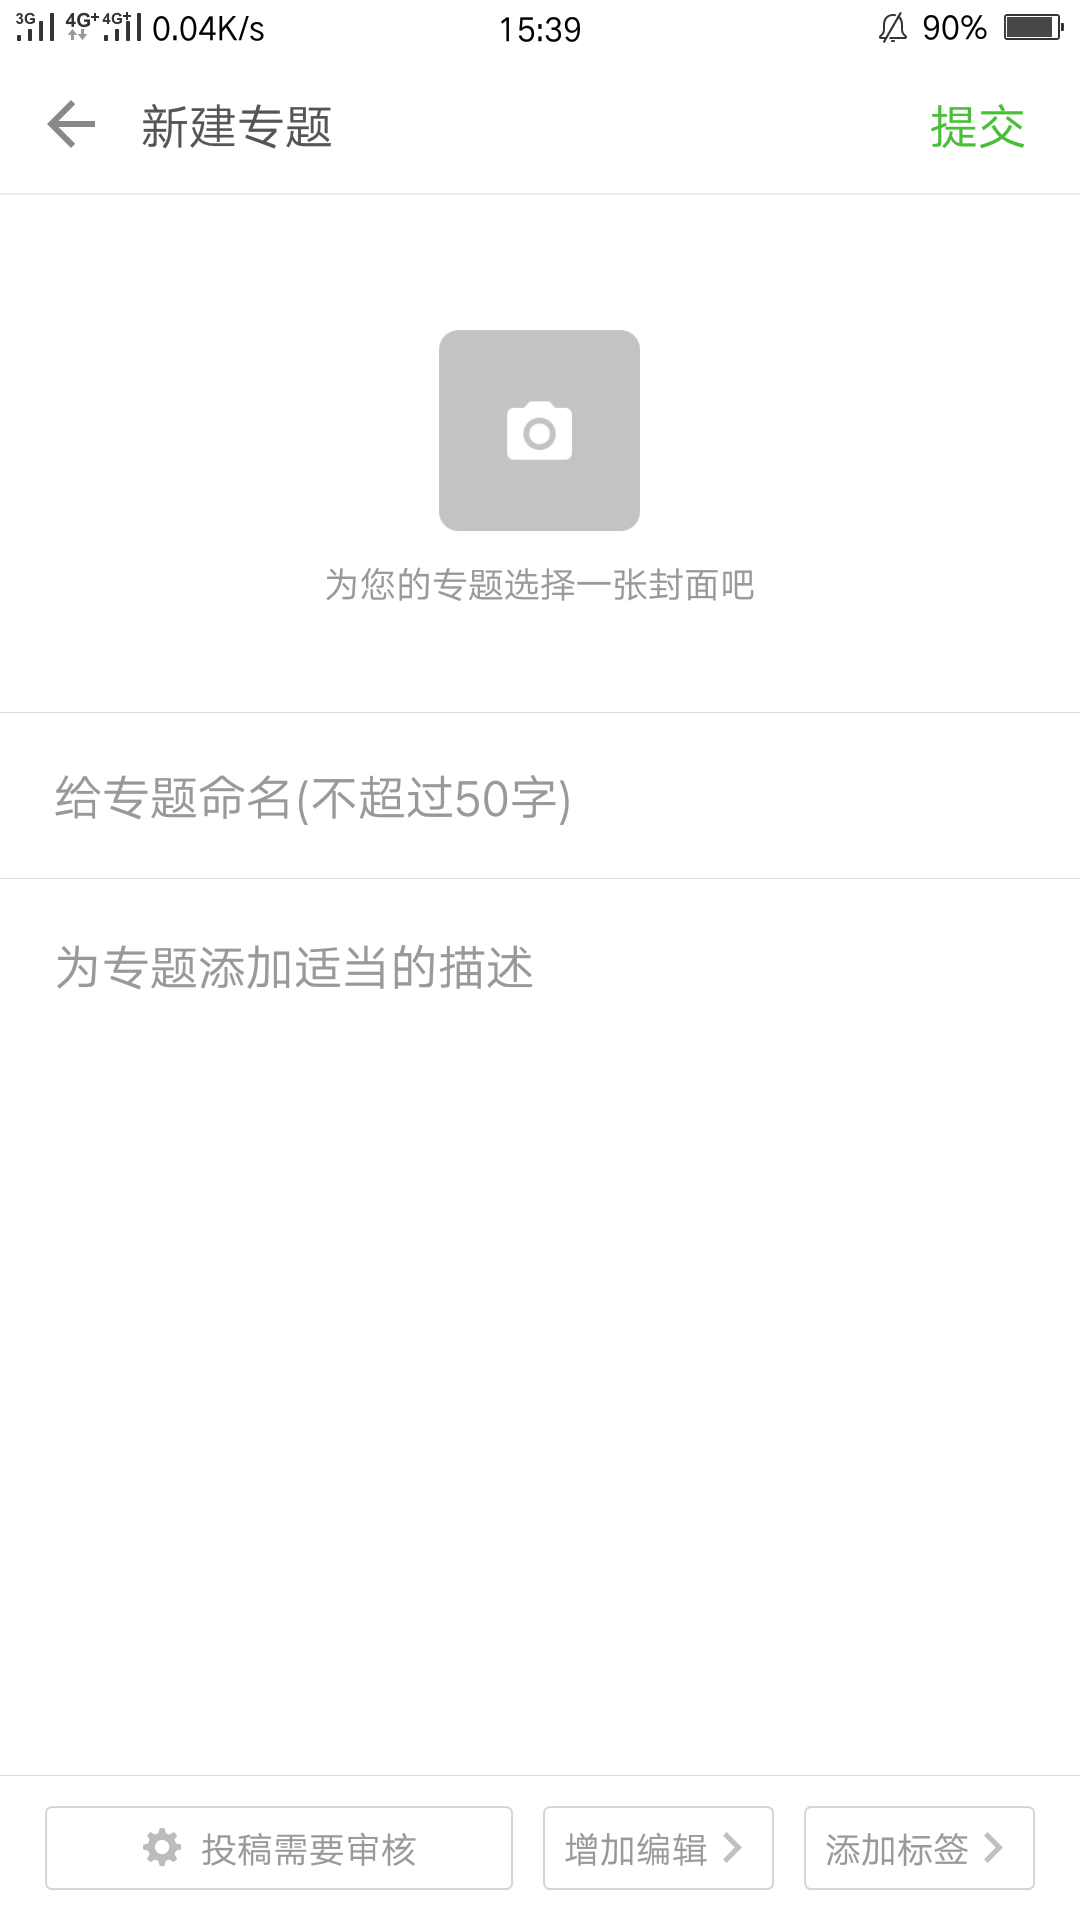 3G 4G+ 4G+ 0.04K/s 15:39 90%
新建专题 提交
为您的专题选择一张封面吧
给专题命名(不超过50字)
为专题添加适当的描述
投稿需要审核 增加编辑 添加标签